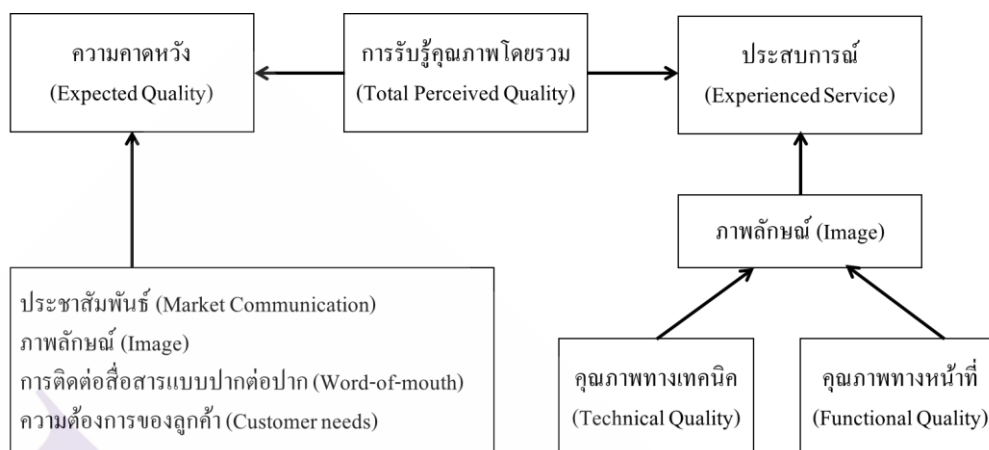 ความคาดหวัง
(Expected Quality)
การรับรู้คุณภาพโดยรวม
(Total Perceived Quality)
ประสบการณ์
(Experienced Service)
ภาพลักษณ์ (Image)
ประชาสัมพันธ์ (Market Communication)
ภาพลักษณ์ (Image)
การติดต่อสื่อสารแบบปากต่อปาก (Word-of-mouth)
ความต้องการของลูกค้า (Customer needs)
คุณภาพทางเทคนิค
(Technical Quality)
คุณภาพทางหน้าที่
(Functional Quality)